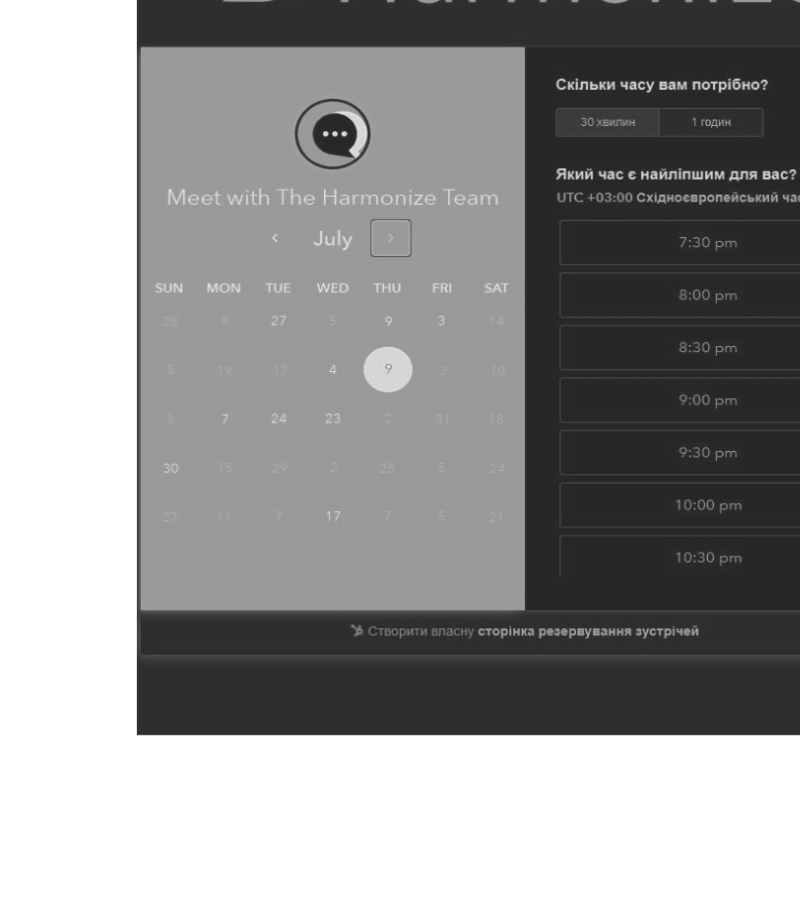 Meet with The Harmonize Team
July
SUN MON TUE WED THU FRI SAT
28 8 27 5 9 3 14
8 19 17 4 9 3 10
6 7 24 23 2 31 18
30 15 29 2 25 5 24
27 11 7 17 7 5 21
Скільки часу вам потрібно?
30 хвилин 1 годин
Який час є найліпшим для вас?
UTC +03:00 Східноєвропейський
7:30 pm
8:00 pm
8:30 pm
9:00 pm
9:30 pm
10:00 pm
10:30 pm
Створити власну сторінка резервування зустрічей